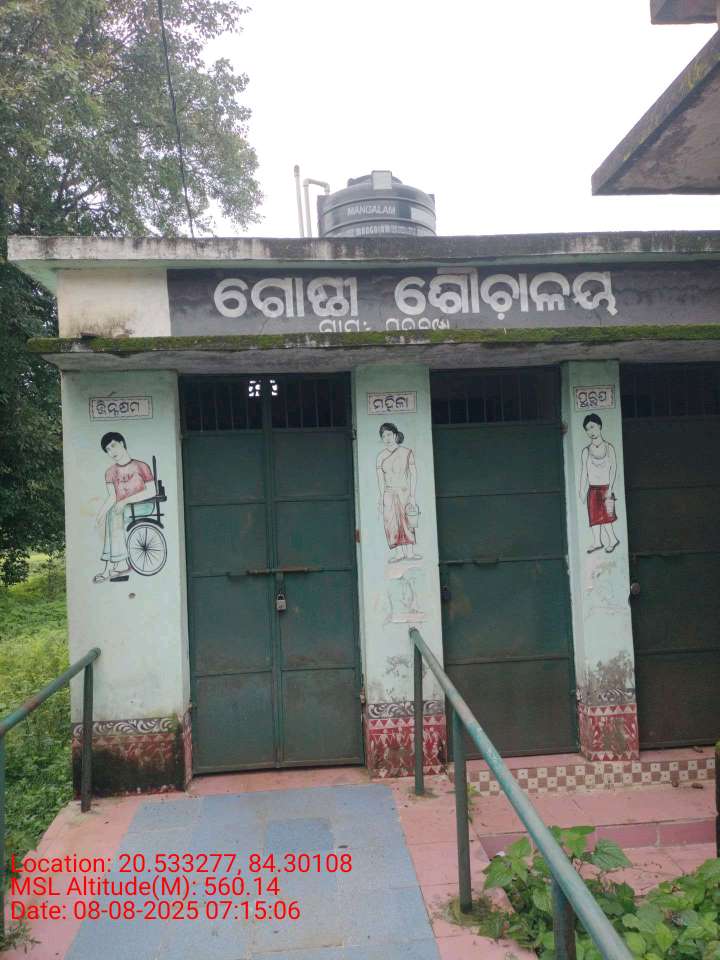 MANGALAM
ଗୋଷ୍ଠୀ ଶୌଚାଳୟ
ଭିନ୍ନକ୍ଷମ
ମହିଳା
ପୁରୁଷ
Location: 20.533277, 84.30108
MSL Altitude(M): 560.14
Date: 08-08-2025 07:15:06